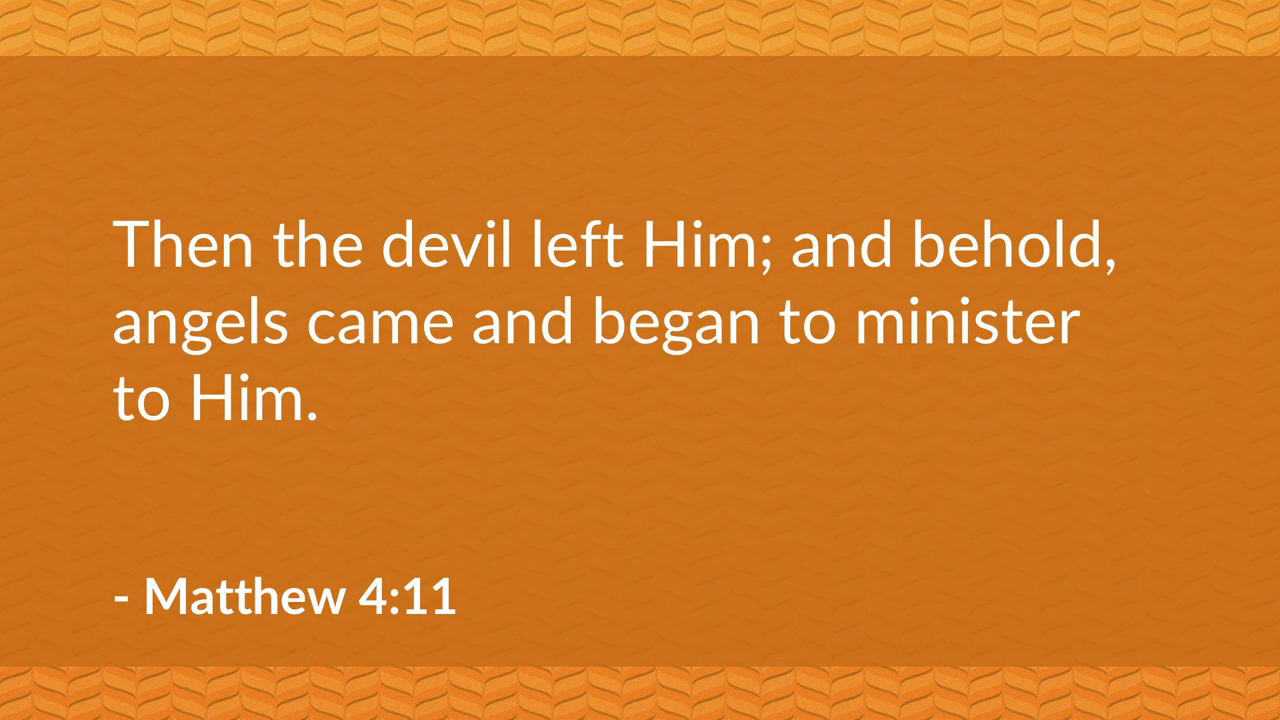 Then the devil left Him; and behold,
angels came and began to minister
to Him.
- Matthew 4:11